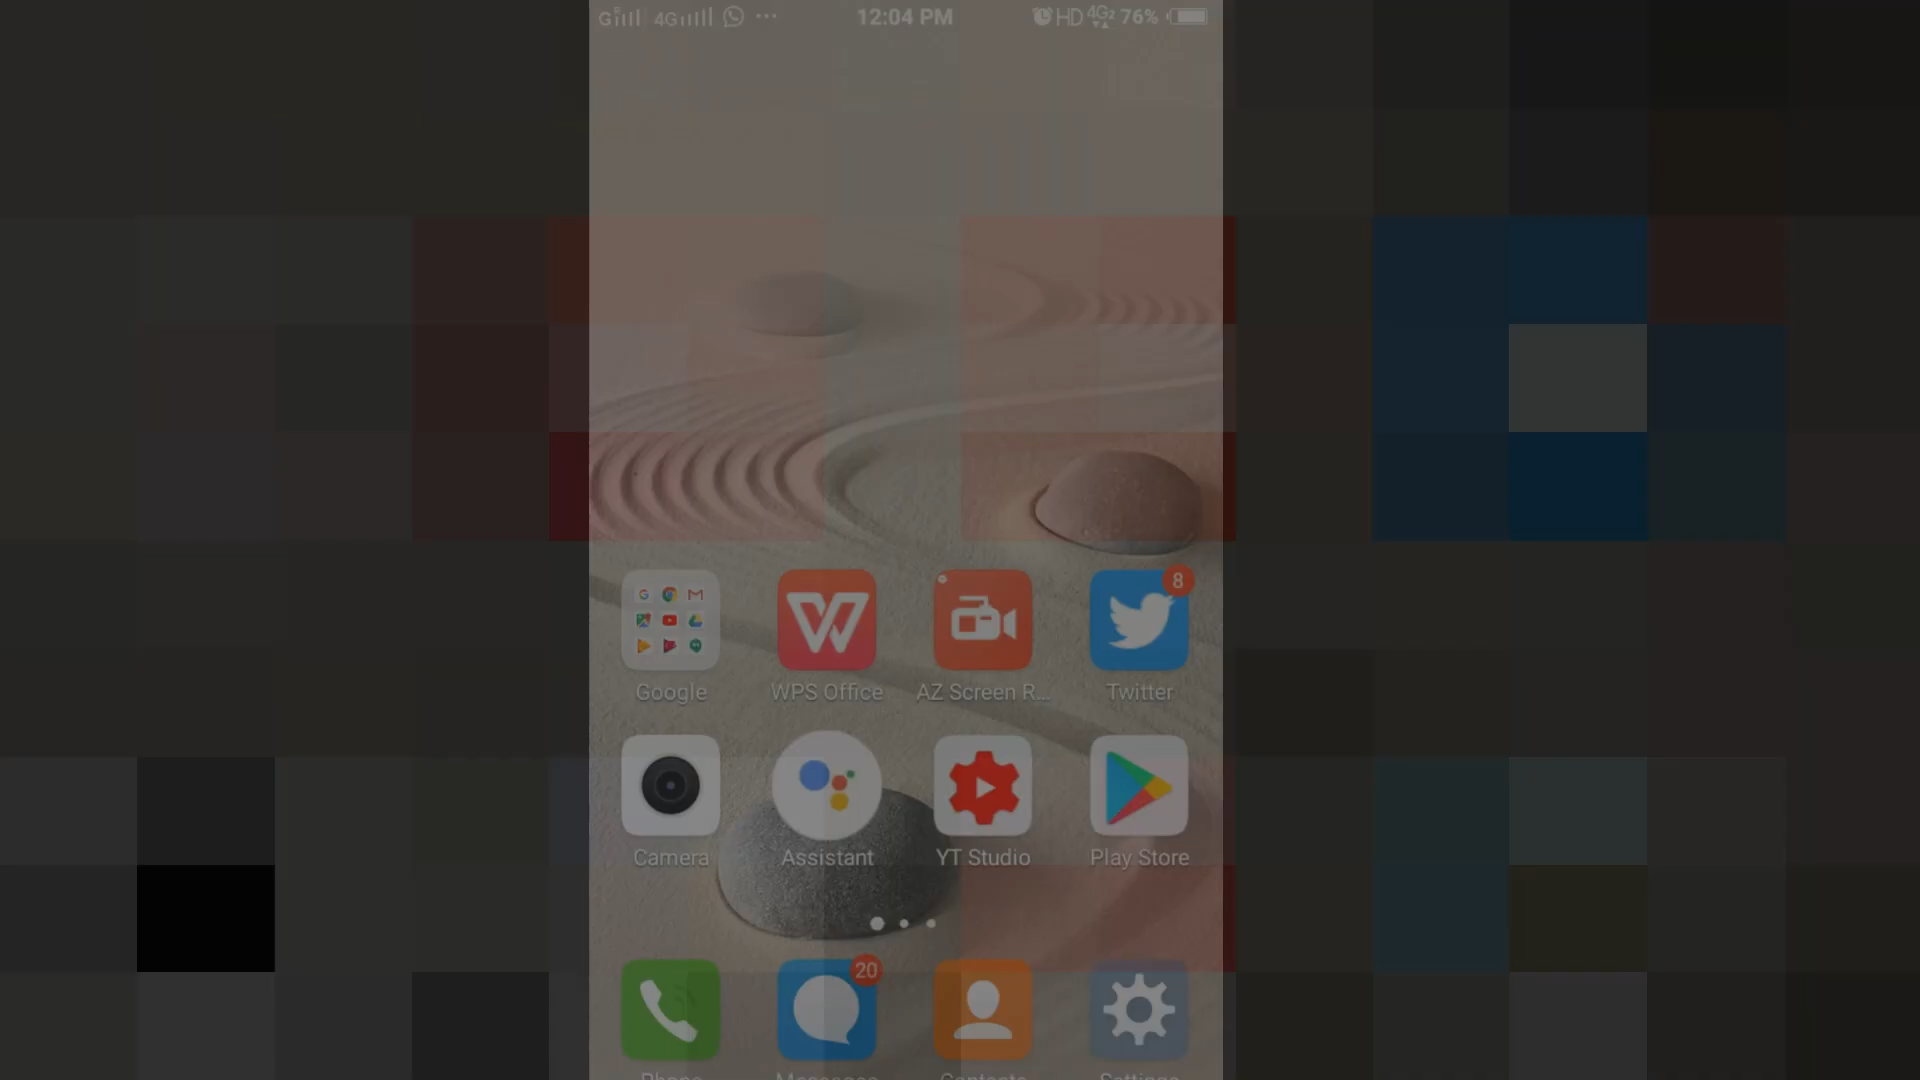 G 4G ... 12:04 PM HD 4G2 76%
8
Google WPS Office AZ Screen R... Twitter
Camera Assistant YT Studio Play Store
20
Phone Messages Contacts Settings